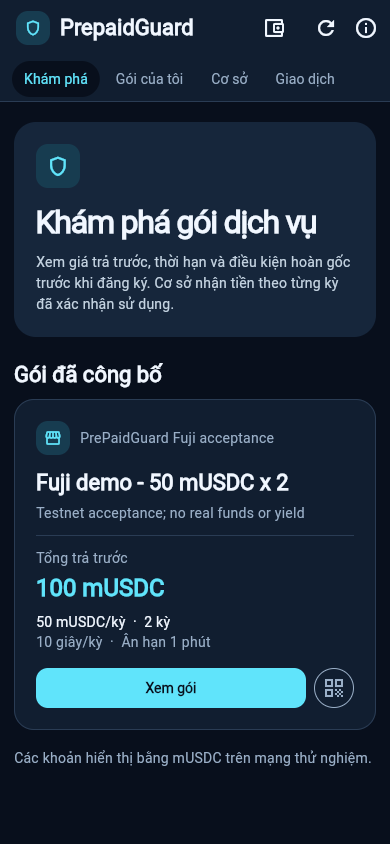 PrepaidGuard
Khám phá
Gói của tôi
Cơ sở
Giao dịch
Khám phá gói dịch vụ
Xem giá trả trước, thời hạn và điều kiện hoàn gốc
trước khi đăng ký. Cơ sở nhận tiền theo từng kỳ
đã xác nhận sử dụng.
Gói đã công bố
PrePaidGuard Fuji acceptance
Fuji demo - 50 mUSDC x 2
Testnet acceptance; no real funds or yield
Tổng trả trước
100 mUSDC
50 mUSDC/kỳ · 2 kỳ
10 giây/kỳ · Ân hạn 1 phút
Xem gói
Các khoản hiển thị bằng mUSDC trên mạng thử nghiệm.